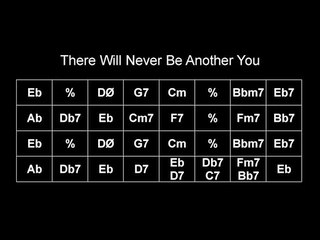 There Will Never Be Another You
Eb % DØ G7 Cm % Bbm7 Eb7
Ab Db7 Eb Cm7 F7 % Fm7 Bb7
Eb % DØ G7 Cm % Bbm7 Eb7
Ab Db7 Eb D7 Eb D7 Db7 C7 Fm7 Bb7 Eb